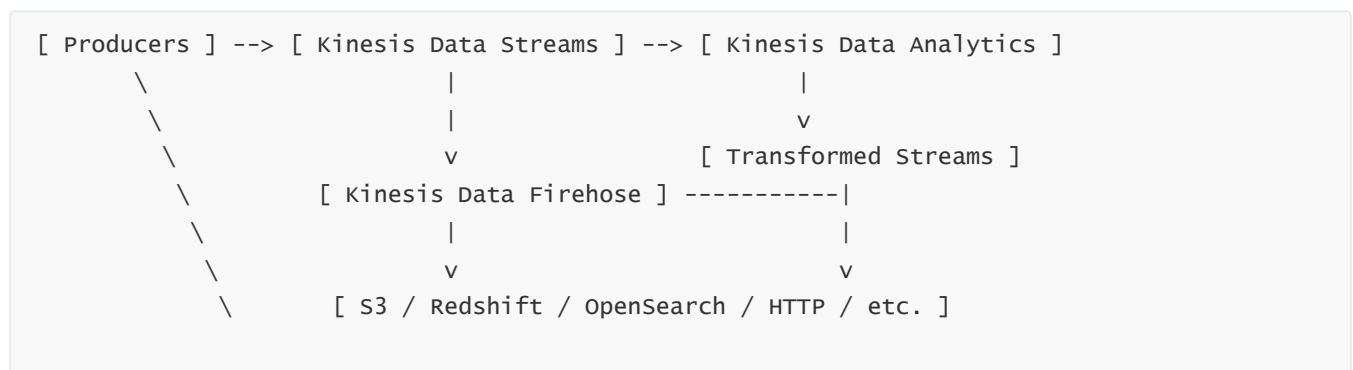 [ Producers ] --> [ Kinesis Data Streams ] --> [ Kinesis Data Analytics ]
       \                    |                       |
        \                   |                       v
         \                  v                [ Transformed Streams ]
          \        [ Kinesis Data Firehose ] -----------|
           \                |                          |
            \               v                          v
             \       [ S3 / Redshift / OpenSearch / HTTP / etc. ]